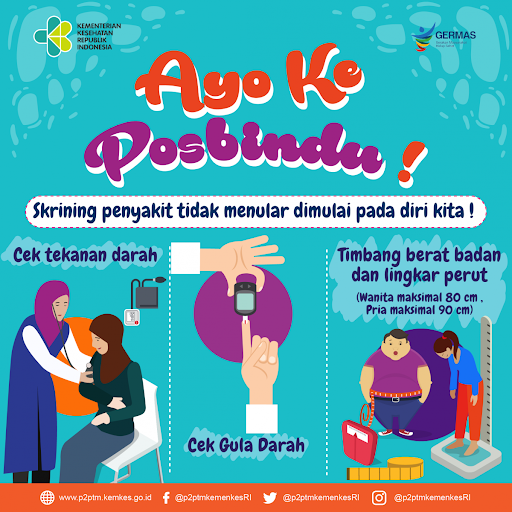 KEMENTERIAN
KESEHATAN
REPUBLIK
INDONESIA
GERMAS
Ayo Ke
Posbindu !
Skrining penyakit tidak menular dimulai pada diri kita !
Cek tekanan darah
Cek Gula Darah
Timbang berat badan
dan lingkar perut
(Wanita maksimal 80 cm ,
Pria maksimal 90 cm)
www.p2ptm.kemkes.go.id
@p2ptmkemenkesRI
@p2ptmkemenkesRI
@p2ptmkemenkesRI